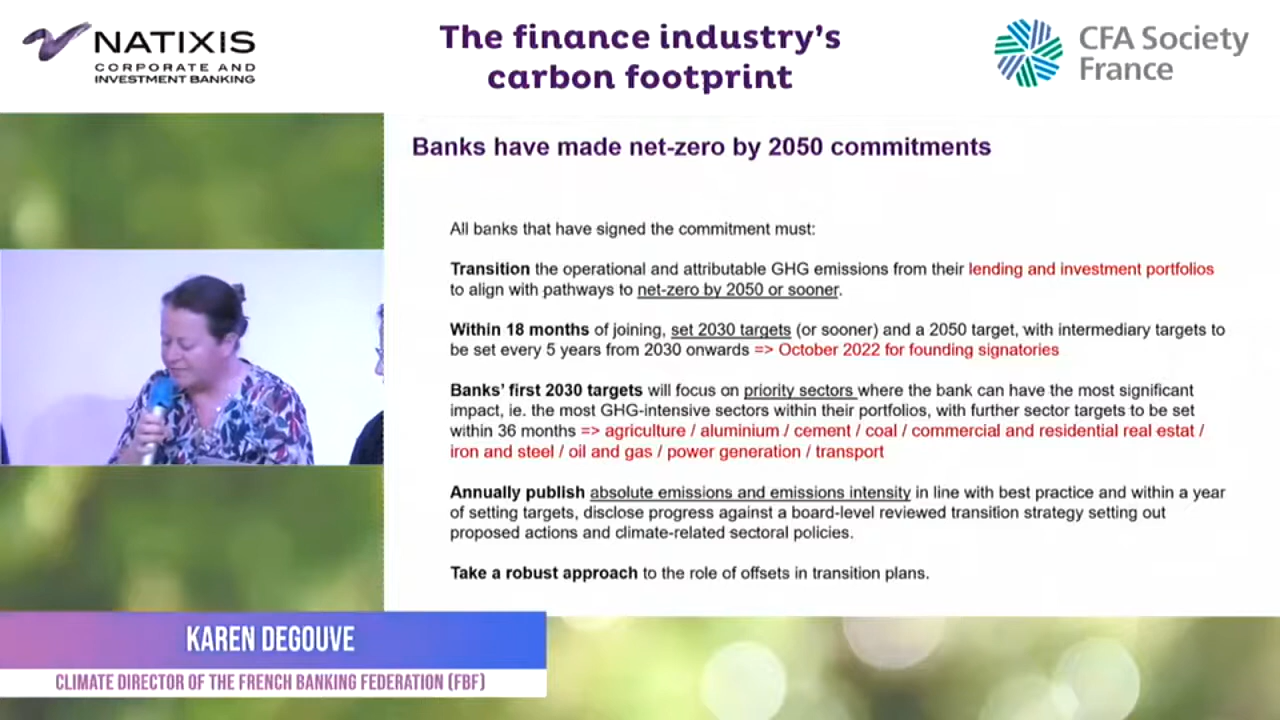 NATIXIS
CORPORATE AND
INVESTMENT BANKING
The finance industry's
carbon footprint
CFA Society
France
Banks have made net-zero by 2050 commitments
All banks that have signed the commitment must:
Transition the operational and attributable GHG emissions from their lending and investment portfolios
to align with pathways to net-zero by 2050 or sooner.
Within 18 months of joining, set 2030 targets (or sooner) and a 2050 target, with intermediary targets to
be set every 5 years from 2030 onwards => October 2022 for founding signatories
Banks' first 2030 targets will focus on priority sectors where the bank can have the most significant
impact, ie. the most GHG-intensive sectors within their portfolios, with further sector targets to be set
within 36 months => agriculture / aluminium / cement / coal / commercial and residential real estat /
iron and steel / oil and gas / power generation / transport
Annually publish absolute emissions and emissions intensity in line with best practice and within a year
of setting targets, disclose progress against a board-level reviewed transition strategy setting out
proposed actions and climate-related sectoral policies.
Take a robust approach to the role of offsets in transition plans.
KAREN DEGOUVE
CLIMATE DIRECTOR OF THE FRENCH BANKING FEDERATION (FBF)